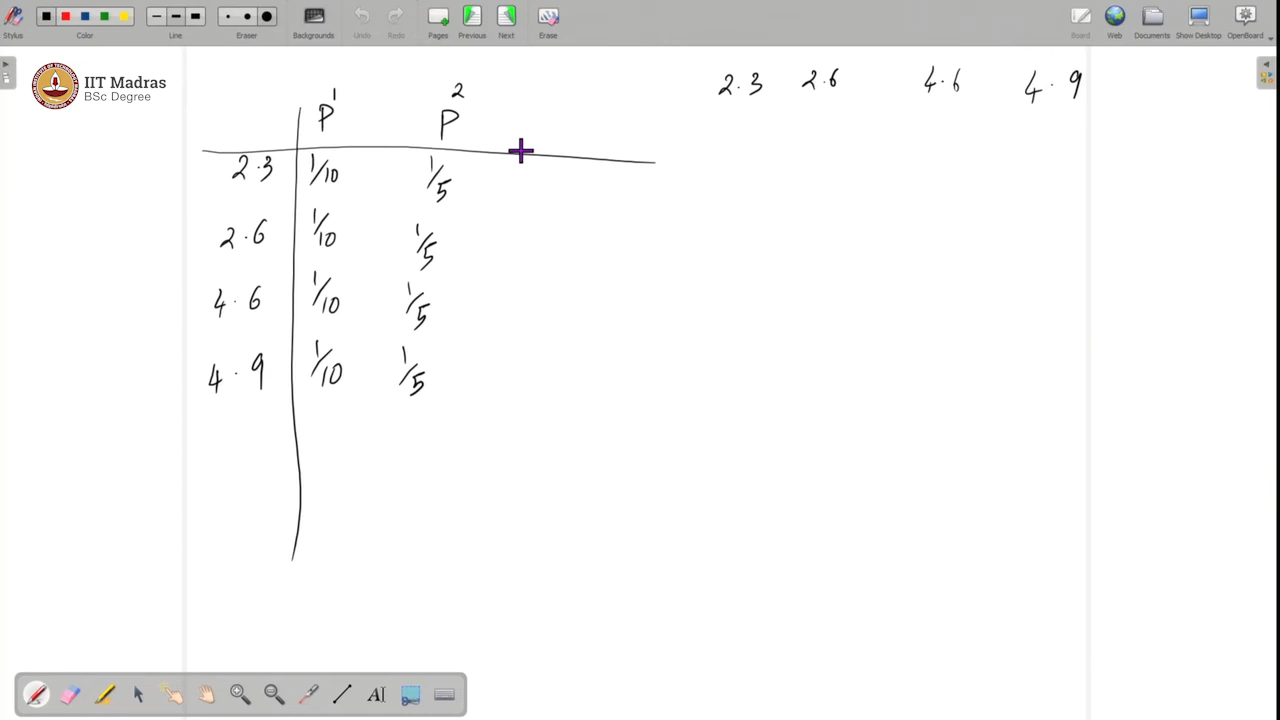 Stylus Color Line Eraser Backgrounds Undo Redo Pages Previous Next Erase Board Web Documents Show Desktop OpenBoard
IIT Madras
BSc Degree
2.3 2.6 4.6 4.9
P¹ P²
2.3 1/10 1/5
2.6 1/10 1/5
4.6 1/10 1/5
4.9 1/10 1/5
AI